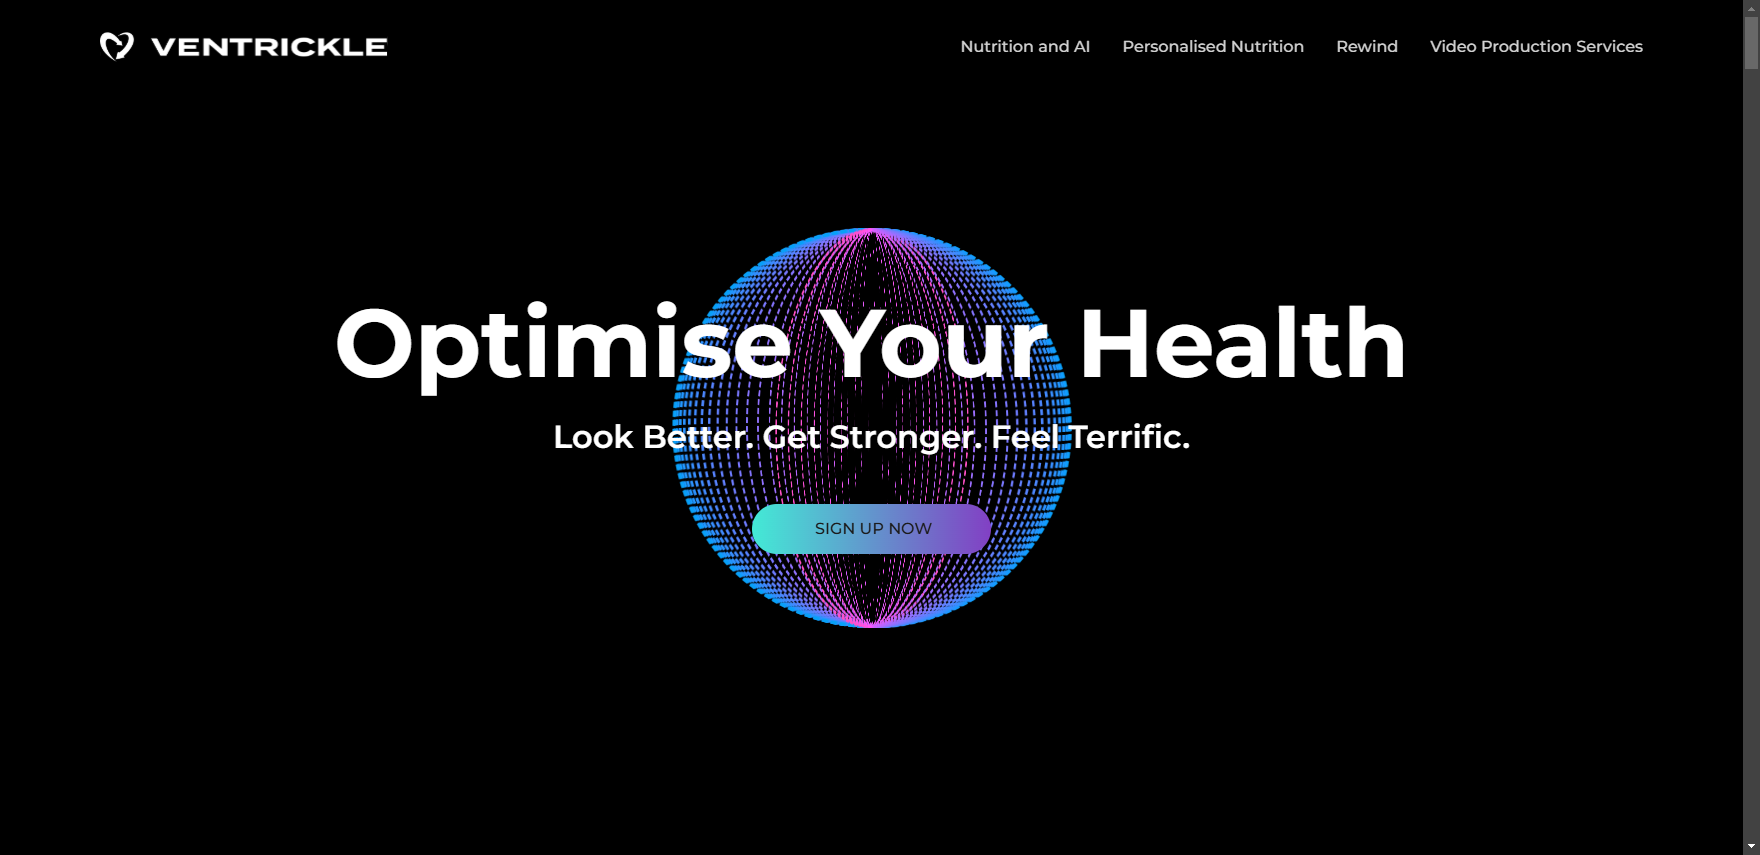 VENTRICKLE
Nutrition and AI Personalised Nutrition Rewind Video Production Services
Optimise Your Health
Look Better. Get Stronger. Feel Terrific.
SIGN UP NOW